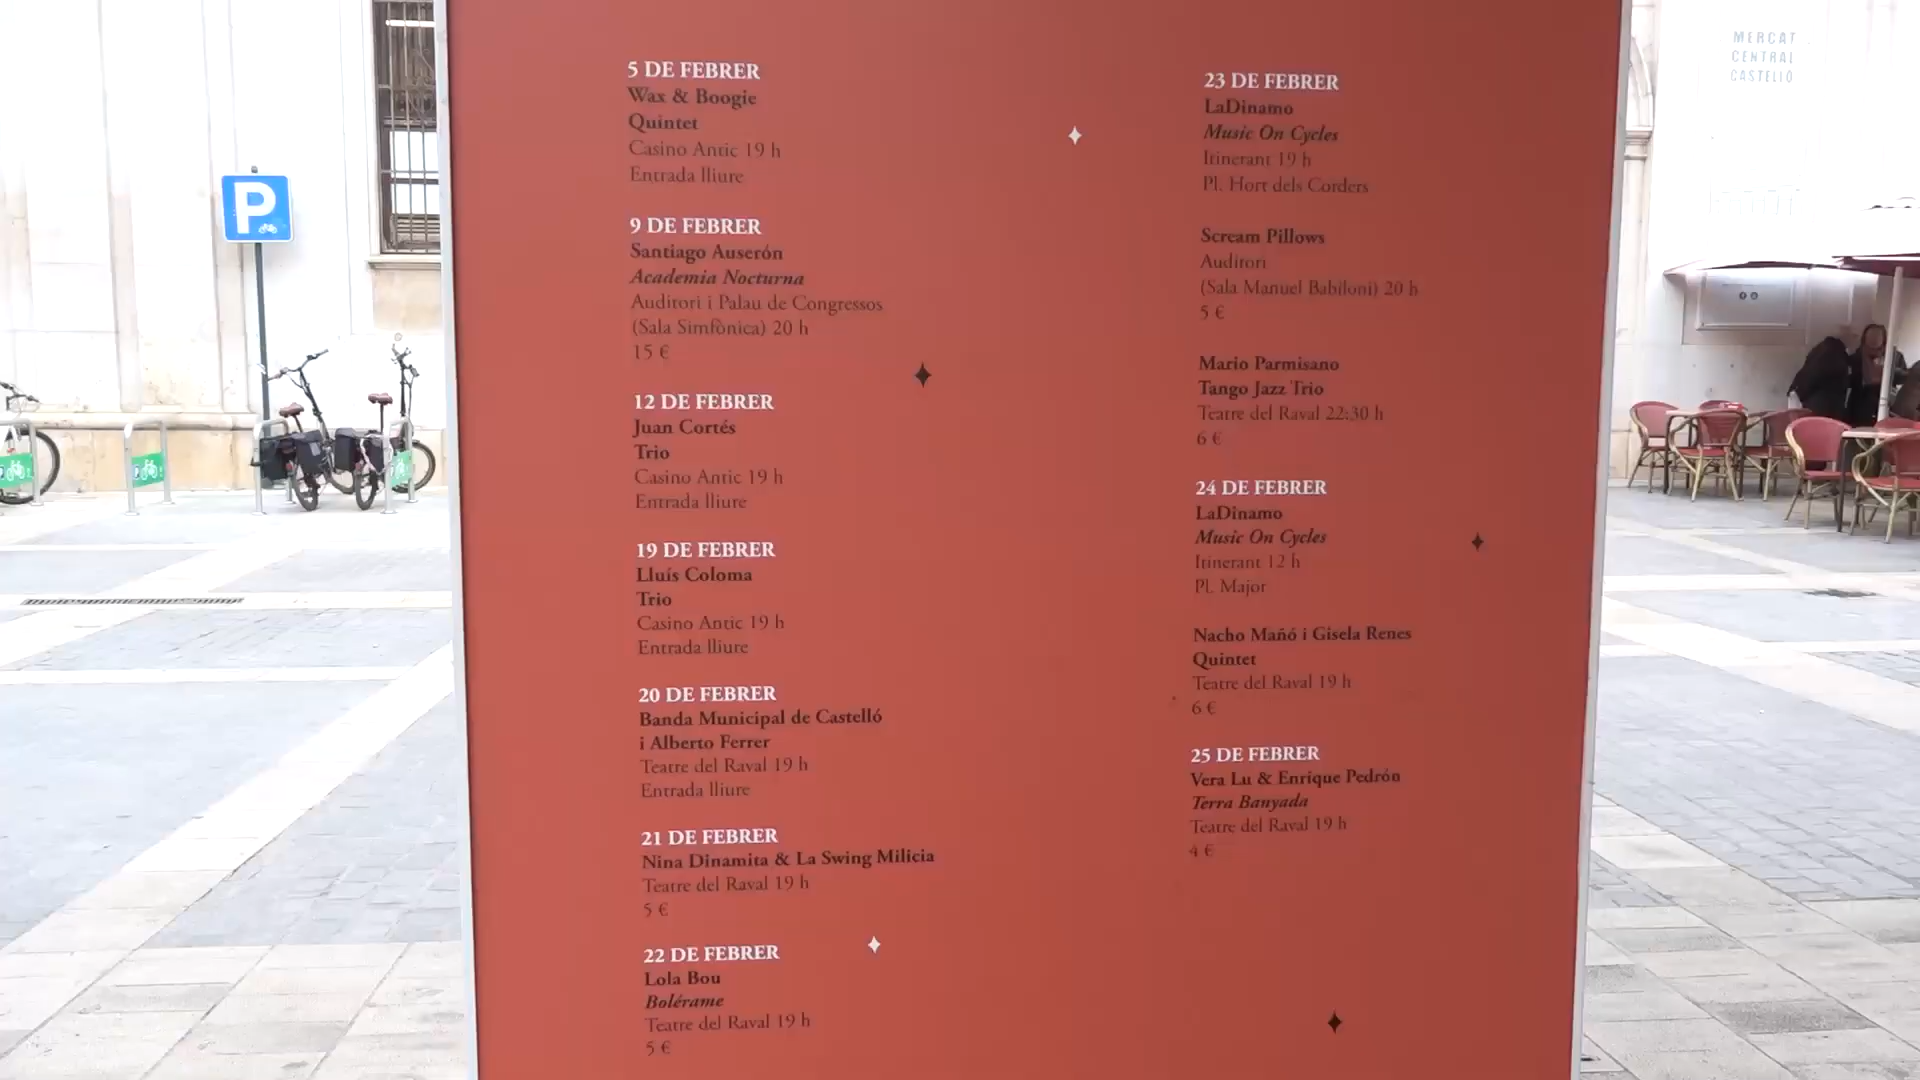 5 DE FEBRER
Wax & Boogie
Quintet
Casino Antic 19 h
Entrada lliure
9 DE FEBRER
Santiago Auserón
Academia Nocturna
Auditori i Palau de Congressos
(Sala Simfònica) 20 h
15 €
12 DE FEBRER
Juan Cortés
Trio
Casino Antic 19 h
Entrada lliure
19 DE FEBRER
Lluís Coloma
Trio
Casino Antic 19 h
Entrada lliure
20 DE FEBRER
Banda Municipal de Castelló
i Alberto Ferrer
Teatre del Raval 19 h
Entrada lliure
21 DE FEBRER
Nina Dinamita & La Swing Milicia
Teatre del Raval 19 h
5 €
22 DE FEBRER
Lola Bou
Bolérame
Teatre del Raval 19 h
5 €
23 DE FEBRER
LaDinamo
Music On Cycles
Itinerant 19 h
Pl. Hort dels Corders
Scream Pillows
Auditori
(Sala Manuel Babiloni) 20 h
5 €
Mario Parmisano
Tango Jazz Trio
Teatre del Raval 22:30 h
6 €
24 DE FEBRER
LaDinamo
Music On Cycles
Itinerant 12 h
Pl. Major
Nacho Mañó i Gisela Renes
Quintet
Teatre del Raval 19 h
6 €
25 DE FEBRER
Vera Lu & Enrique Pedrón
Terra Banyada
Teatre del Raval 19 h
4 €
P
MERCAT
CENTRAL
CASTELLÓ